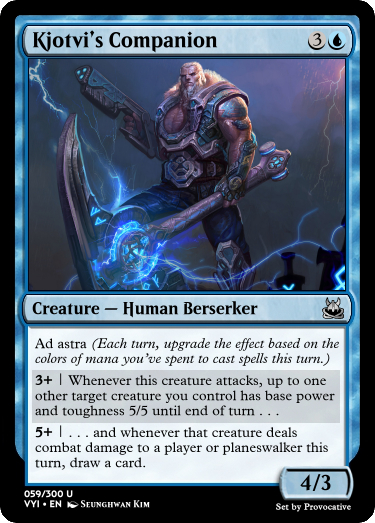 Kjotvi's Companion 3
Creature — Human Berserker
Ad astra (Each turn, upgrade the effect based on the
colors of mana you've spent to cast spells this turn.)
3+ | Whenever this creature attacks, up to one
other target creature you control has base power
and toughness 5/5 until end of turn . . .
5+ | . . . and whenever that creature deals
combat damage to a player or planeswalker this
turn, draw a card.
4/3
059/300 U
VYI • EN Seunghwan Kim
Set by Provocative